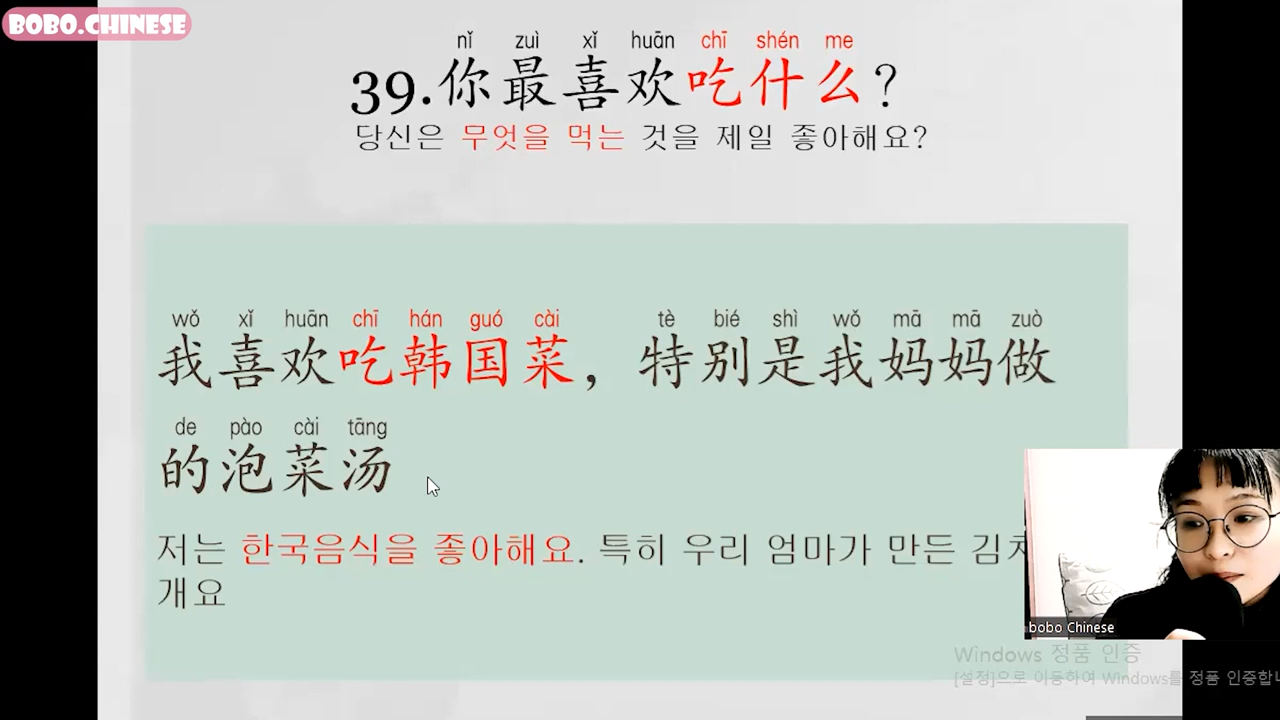 BOBO.CHINESE
nǐ zuì xǐ huān chī shén me
39.你最喜欢吃什么?
당신은 무엇을 먹는 것을 제일 좋아해요?
wǒ xǐ huān chī hán guó cài tè bié shì wǒ mā mā zuò
我喜欢吃韩国菜，特别是我妈妈做
de pào cài tāng
的泡菜汤
저는 한국음식을 좋아해요. 특히 우리 엄마가 만든
개요
bobo Chinese
Windows 정품 인증
[설정]으로 이동하여 Windows를 정품 인증합니